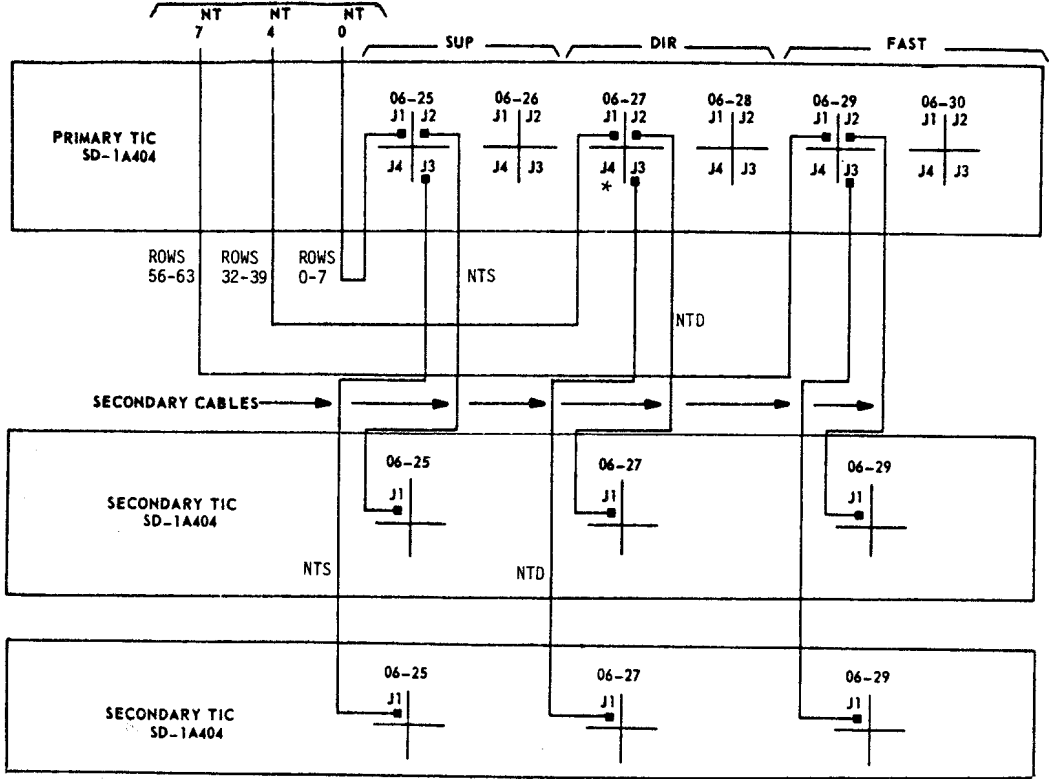 NT NT NT
7 4 0
SUP DIR FAST
06-25 06-26 06-27 06-28 06-29 06-30
J1 J2 J1 J2 J1 J2 J1 J2 J1 J2 J1 J2
PRIMARY TIC
SD-1A404
J4 J3 J4 J3 J4 J3 J4 J3 J4 J3 J4 J3
*
ROWS ROWS ROWS
56-63 32-39 0-7
NTS
NTD
SECONDARY CABLES
06-25 06-27 06-29
J1 J1 J1
SECONDARY TIC
SD-1A404
NTS NTD
06-25 06-27 06-29
J1 J1 J1
SECONDARY TIC
SD-1A404